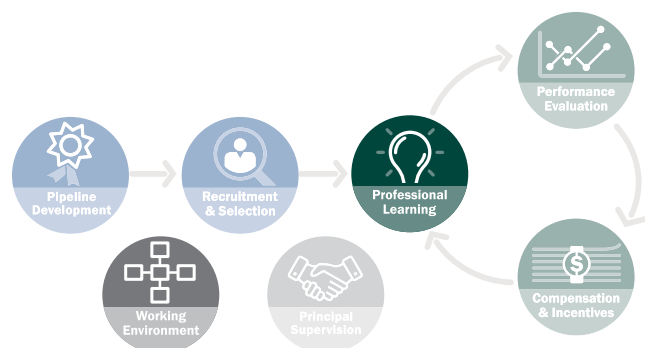 Performance
Evaluation
Pipeline
Development
Recruitment
& Selection
Professional
Learning
$
Compensation
& Incentives
Working
Environment
Principal
Supervision